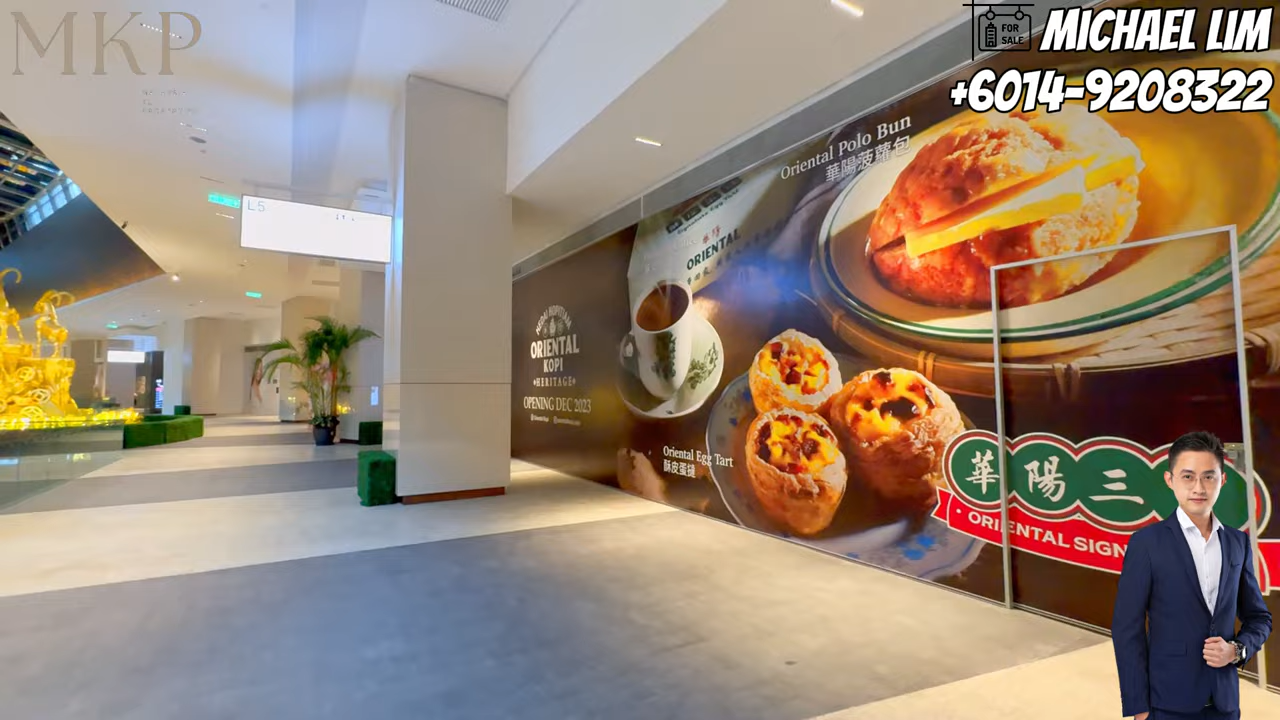 MKP
FOR
SALE
MICHAEL LIM
+6014-9208322
Oriental Polo Bun
華陽菠蘿包
L5
ORIENTAL
ORIENTAL
KOPI
HERITAGE
OPENING DEC 2023
Oriental Egg Tart
酥皮蛋撻
華陽三
ORIENTAL SIGN